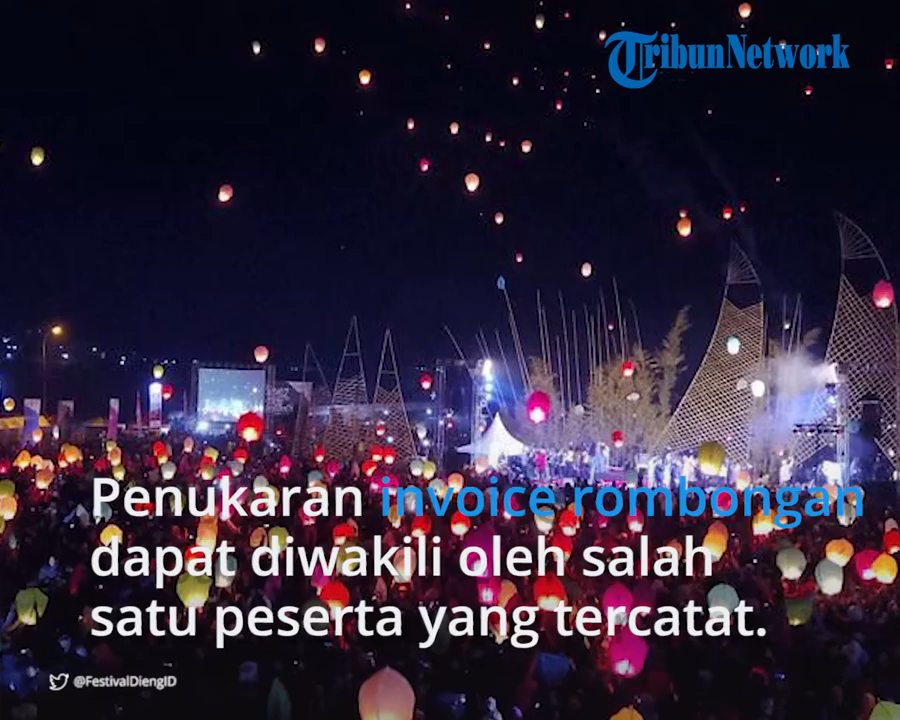 TribunNetwork
Penukaran invoice rombongan
dapat diwakili oleh salah
satu peserta yang tercatat.
@FestivalDiengID